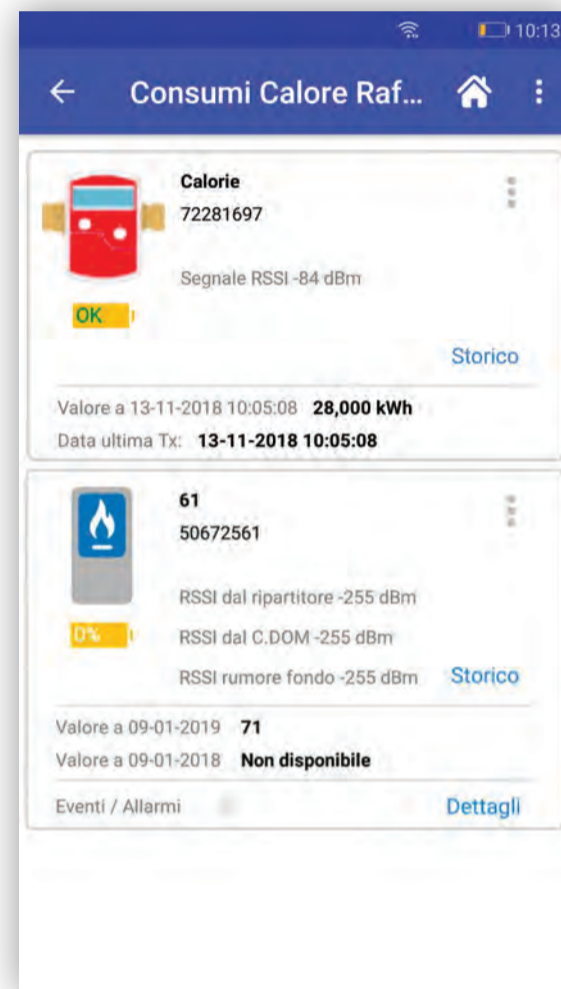 10:13
Consumi Calore Raf...
Calorie
72281697
Segnale RSSI -84 dBm
OK
Storico
Valore a 13-11-2018 10:05:08 28,000 kWh
Data ultima Tx: 13-11-2018 10:05:08
61
50672561
RSSI dal ripartitore -255 dBm
0% RSSI dal C.DOM -255 dBm
RSSI rumore fondo -255 dBm Storico
Valore a 09-01-2019 71
Valore a 09-01-2018 Non disponibile
Eventi / Allarmi Dettagli